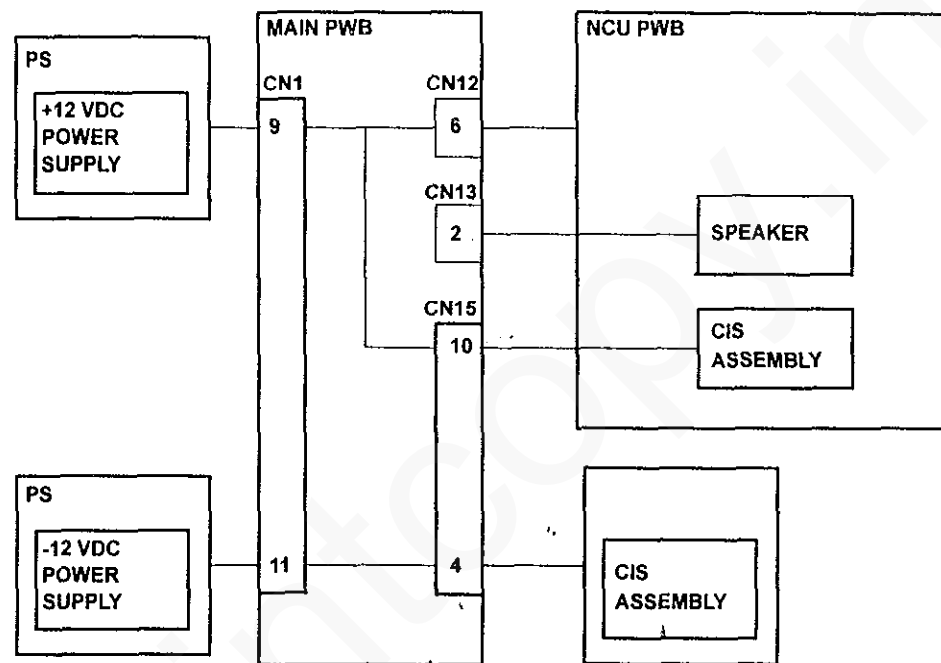 MAIN PWB
NCU PWB
PS
+12 VDC
POWER
SUPPLY
CN1
9
CN12
6
CN13
2
SPEAKER
CN15
10
CIS
ASSEMBLY
PS
-12 VDC
POWER
SUPPLY
11
4
CIS
ASSEMBLY